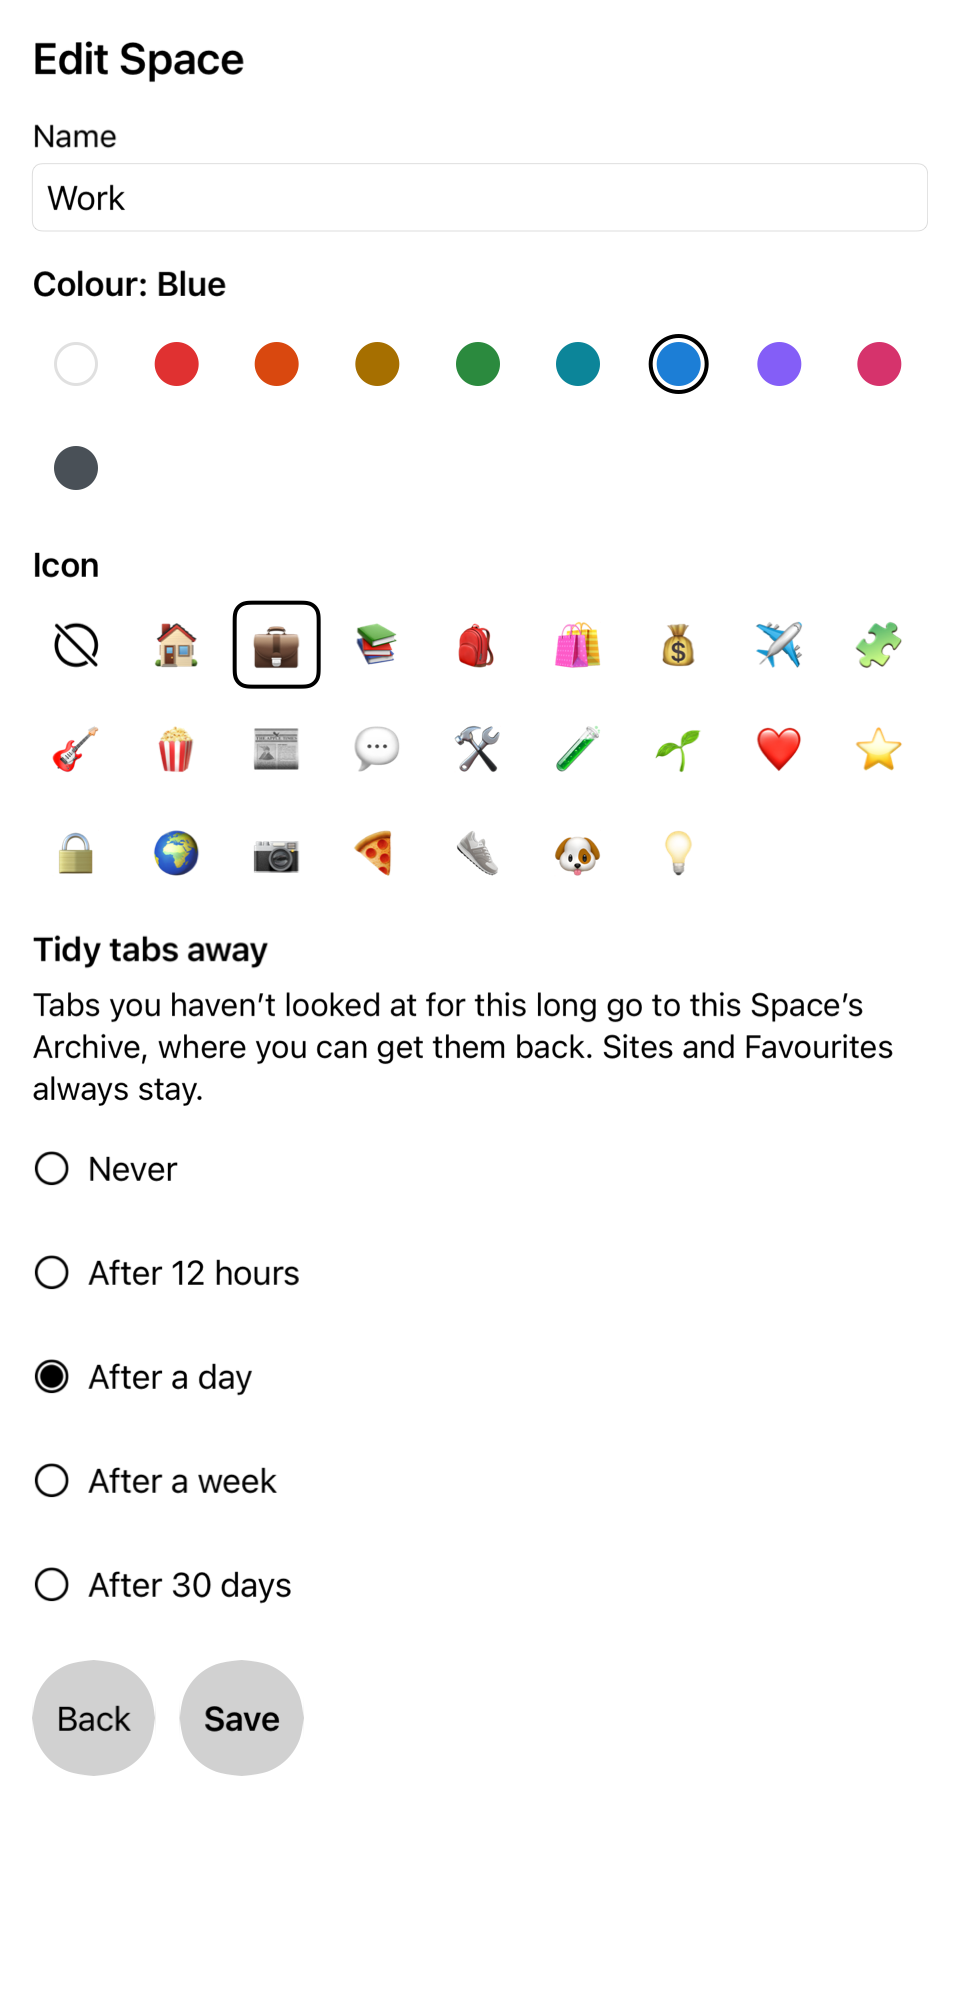 Edit Space
Name
Work
Colour: Blue
Icon
Tidy tabs away
Tabs you haven’t looked at for this long go to this Space’s
Archive, where you can get them back. Sites and Favourites
always stay.
Never
After 12 hours
After a day
After a week
After 30 days
Back
Save